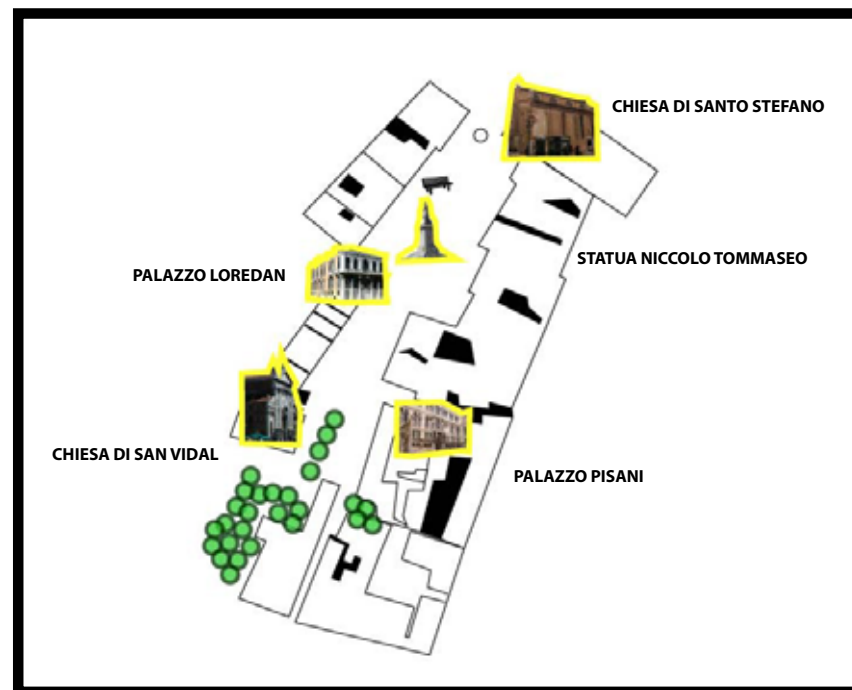 CHIESA DI SANTO STEFANO
STATUA NICCOLO TOMMASEO
PALAZZO LOREDAN
CHIESA DI SAN VIDAL
PALAZZO PISANI